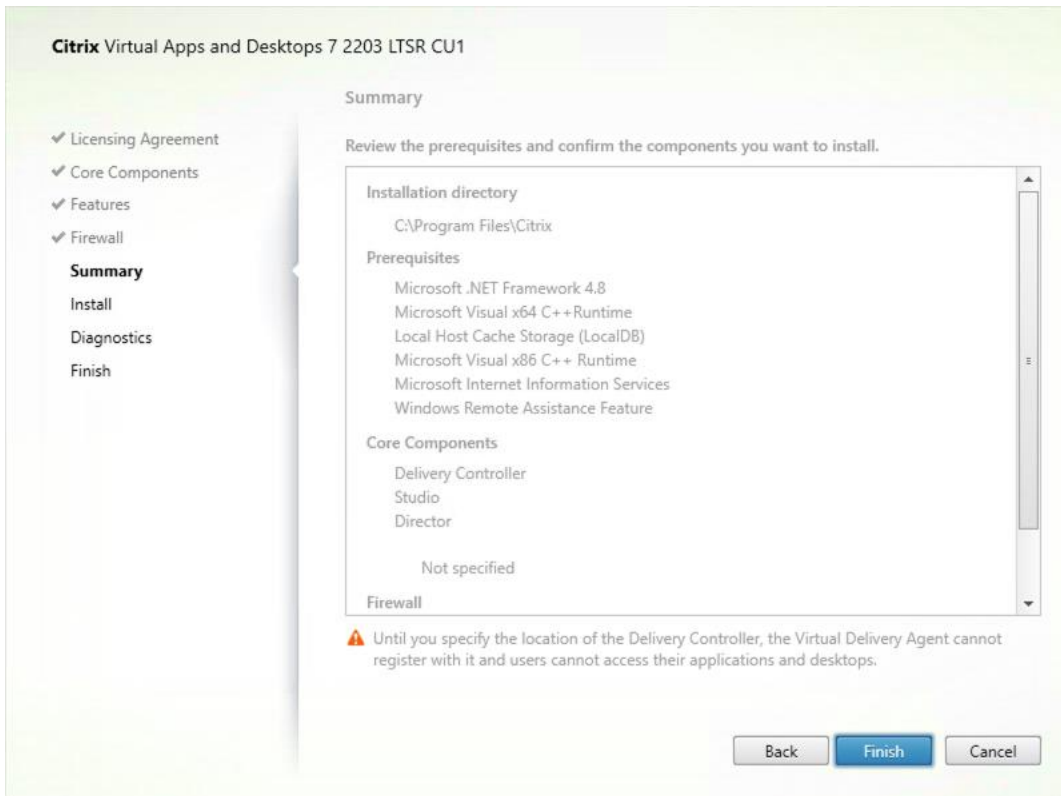 Citrix Virtual Apps and Desktops 7 2203 LTSR CU1
Licensing Agreement
Core Components
Features
Firewall
Summary
Install
Diagnostics
Finish
Summary
Review the prerequisites and confirm the components you want to install.
Installation directory
C:\Program Files\Citrix
Prerequisites
Microsoft .NET Framework 4.8
Microsoft Visual x64 C++Runtime
Local Host Cache Storage (LocalDB)
Microsoft Visual x86 C++ Runtime
Microsoft Internet Information Services
Windows Remote Assistance Feature
Core Components
Delivery Controller
Studio
Director
Not specified
Firewall
Until you specify the location of the Delivery Controller, the Virtual Delivery Agent cannot
register with it and users cannot access their applications and desktops.
Back
Finish
Cancel